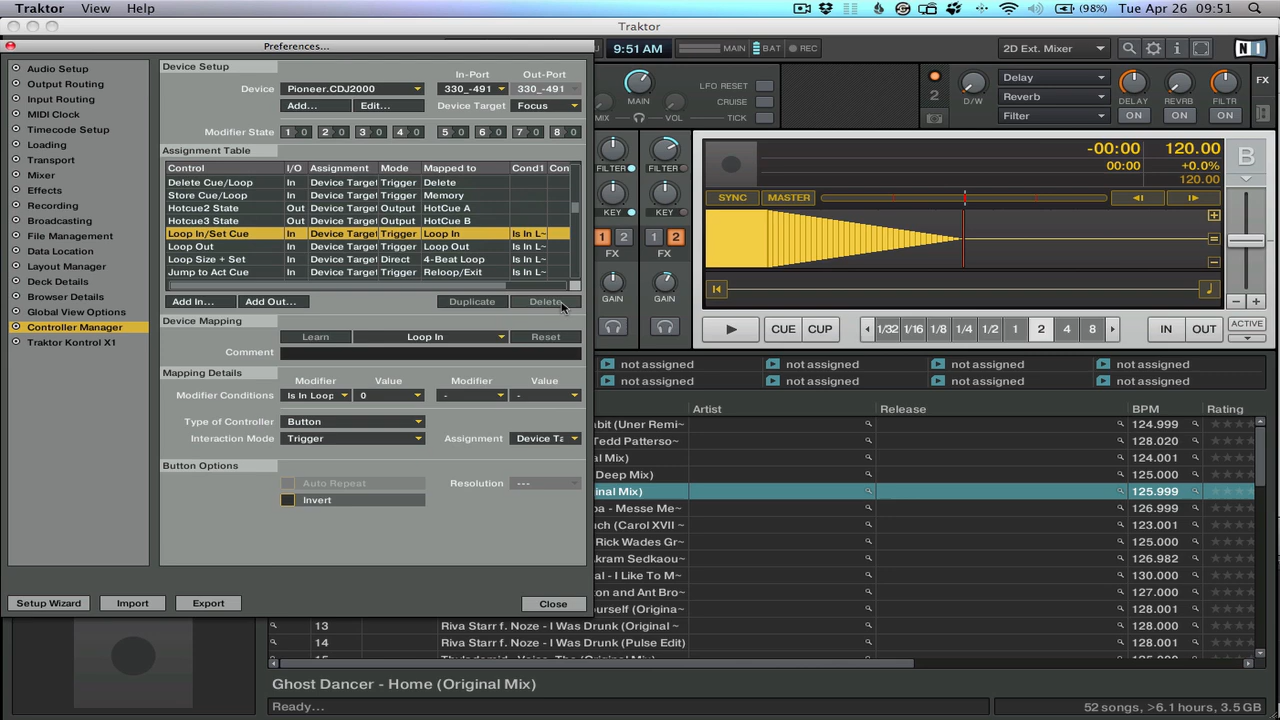 Traktor View Help
(98%) Tue Apr 26 09:51
Traktor
Preferences...
9:51 AM MAIN BAT REC 2D Ext. Mixer
Audio Setup
Output Routing
Input Routing
MIDI Clock
Timecode Setup
Loading
Transport
Mixer
Effects
Recording
Broadcasting
File Management
Data Location
Layout Manager
Deck Details
Browser Details
Global View Options
Controller Manager
Traktor Kontrol X1
Device Setup
In-Port Out-Port
Device Pioneer.CDJ2000 330_-491 330_-491
Add... Edit... Device Target Focus
Modifier State 1 0 2 0 3 0 4 0 5 0 6 0 7 0 8 0
Assignment Table
Control I/O Assignment Mode Mapped to Cond1 Con
Delete Cue/Loop In Device Target Trigger Delete
Store Cue/Loop In Device Target Trigger Memory
Hotcue2 State Out Device Target Output HotCue A
Hotcue3 State Out Device Target Output HotCue B
Loop In/Set Cue In Device Target Trigger Loop In Is In L~
Loop Out In Device Target Trigger Loop Out Is In L~
Loop Size + Set In Device Target Direct 4-Beat Loop Is In L~
Jump to Act Cue In Device Target Trigger Reloop/Exit Is In L~
Add In... Add Out... Duplicate Delete
Device Mapping
Learn Loop In Reset
Comment
Mapping Details
Modifier Value Modifier Value
Modifier Conditions Is In Loop 0 - -
Type of Controller Button
Interaction Mode Trigger Assignment Device Ta
Button Options
Auto Repeat Resolution ---
Invert
Setup Wizard Import Export Close
MAIN VOL
LFO RESET
CRUISE
TICK
2 D/W
Delay
Reverb
Filter
DELAY REVRB FILTR
ON ON ON
FX
FILTER FILTER
KEY KEY
1 2 1 2
FX FX
GAIN GAIN
-00:00 120.00
00:00 +0.0%
120.00
B
SYNC MASTER
CUE CUP 1/32 1/16 1/8 1/4 1/2 1 2 4 8 IN OUT ACTIVE
not assigned not assigned not assigned not assigned
not assigned not assigned not assigned not assigned
Artist Release BPM Rating
abit (Uner Remi~ 124.999
Tedd Patterso~ 128.020
al Mix) 124.001
Deep Mix) 125.000
inal Mix) 125.999
pa - Messe Me~ 126.999
uch (Carol XVII 123.001
Rick Wades Gr~ 125.000
Akram Sedkaou~ 126.982
al - I Like To M~ 130.000
on and Ant Bro~ 127.000
ourself (Origina~ 128.001
13 Riva Starr f. Noze - I Was Drunk (Original ~ 128.000
14 Riva Starr f. Noze - I Was Drunk (Pulse Edit) 128.001
Ghost Dancer - Home (Original Mix)
Ready... 52 songs, >6.1 hours, 3.5 GB